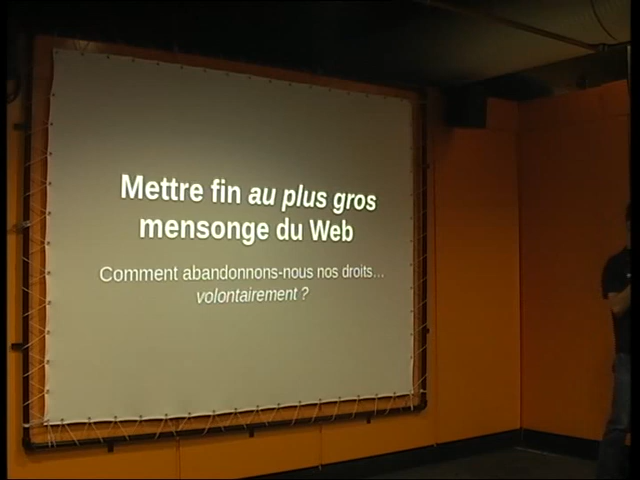 Mettre fin au plus gros
mensonge du Web
Comment abandonnons-nous nos droits...
volontairement ?